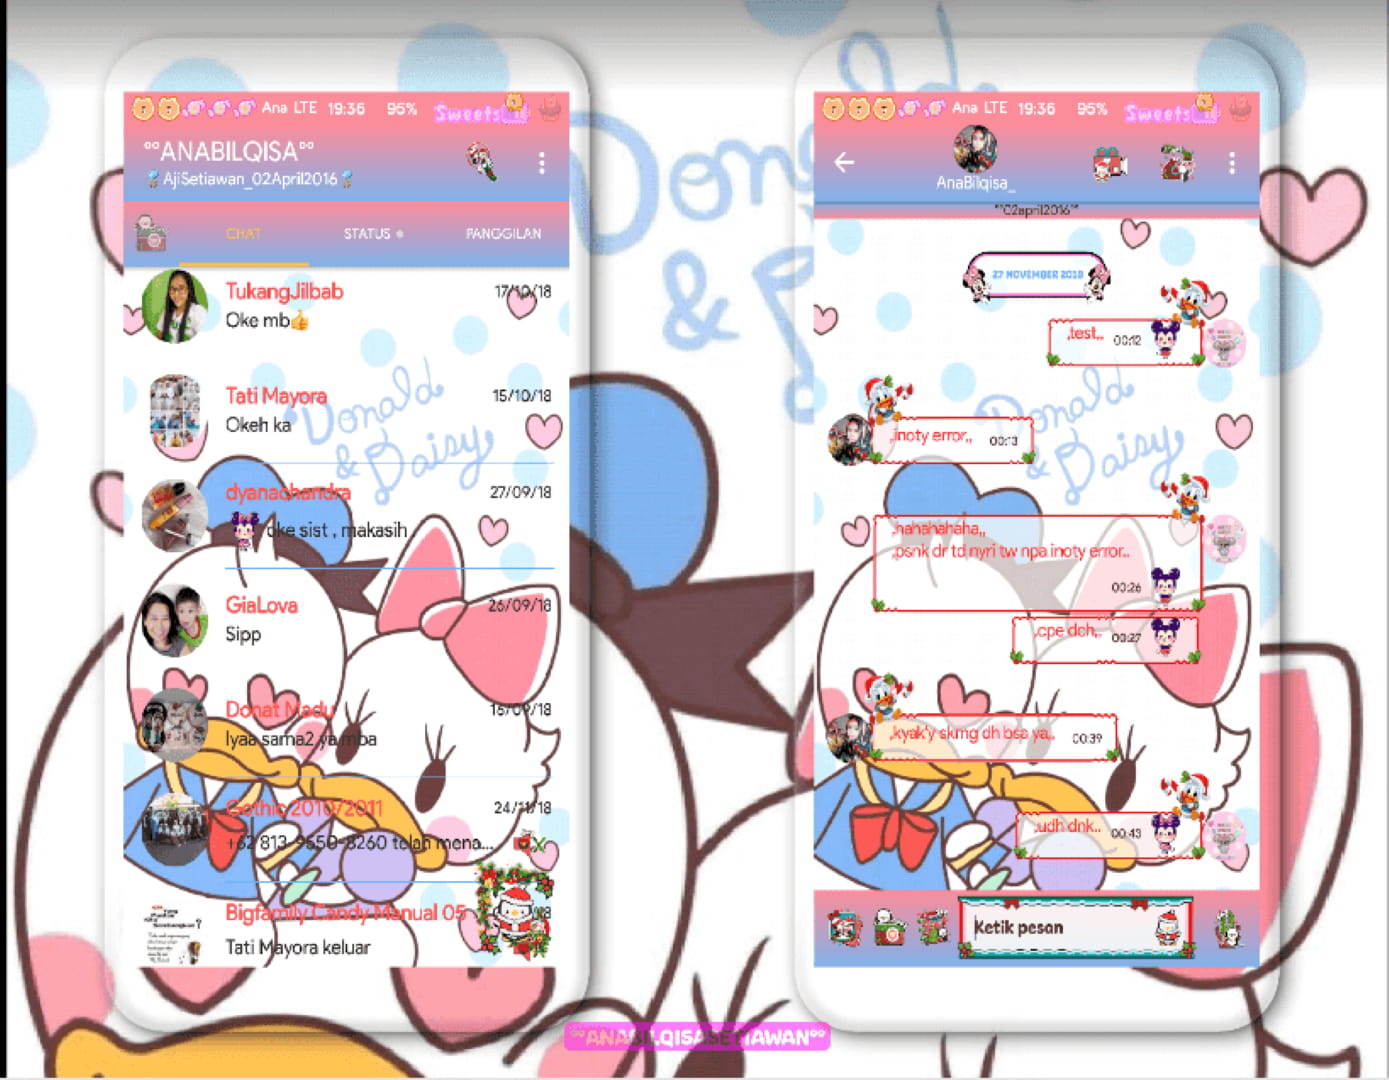 Donald
& D
Ana LTE 19:36 95% Sweets
°°ANABILQISA°°
AjiSetiawan_02April2016
CHAT STATUS PANGGILAN
TukangJilbab 17/10/18
Oke mb👍
Tati Mayora 15/10/18
Okeh ka
Donald
& Daisy
dyanachandra 27/09/18
oke sist , makasih
GiaLova 26/09/18
Sipp
Donat Madu 16/09/18
Iyaa sama2 ya mba
Gothic 2010/2011 24/11/18
+62 813-9550-8260 telah mena...
Bigfamily Candy Manual 05
Tati Mayora keluar
Ana LTE 19:36 95% Sweets
AnaBilqisa_
°°02april2016°°
27 NOVEMBER 2018
,test,, 00:12
Donald
& Daisy
,inoty error,, 00:13
,hahahahaha,,
,psnk dr td nyri tw npa inoty error..
00:26
,cpe dch,, 00:27
,kyak'y skrng dh bsa ya,. 00:39
,udh dnk.. 00:43
Ketik pesan
°°ANABILQISASETIAWAN°°